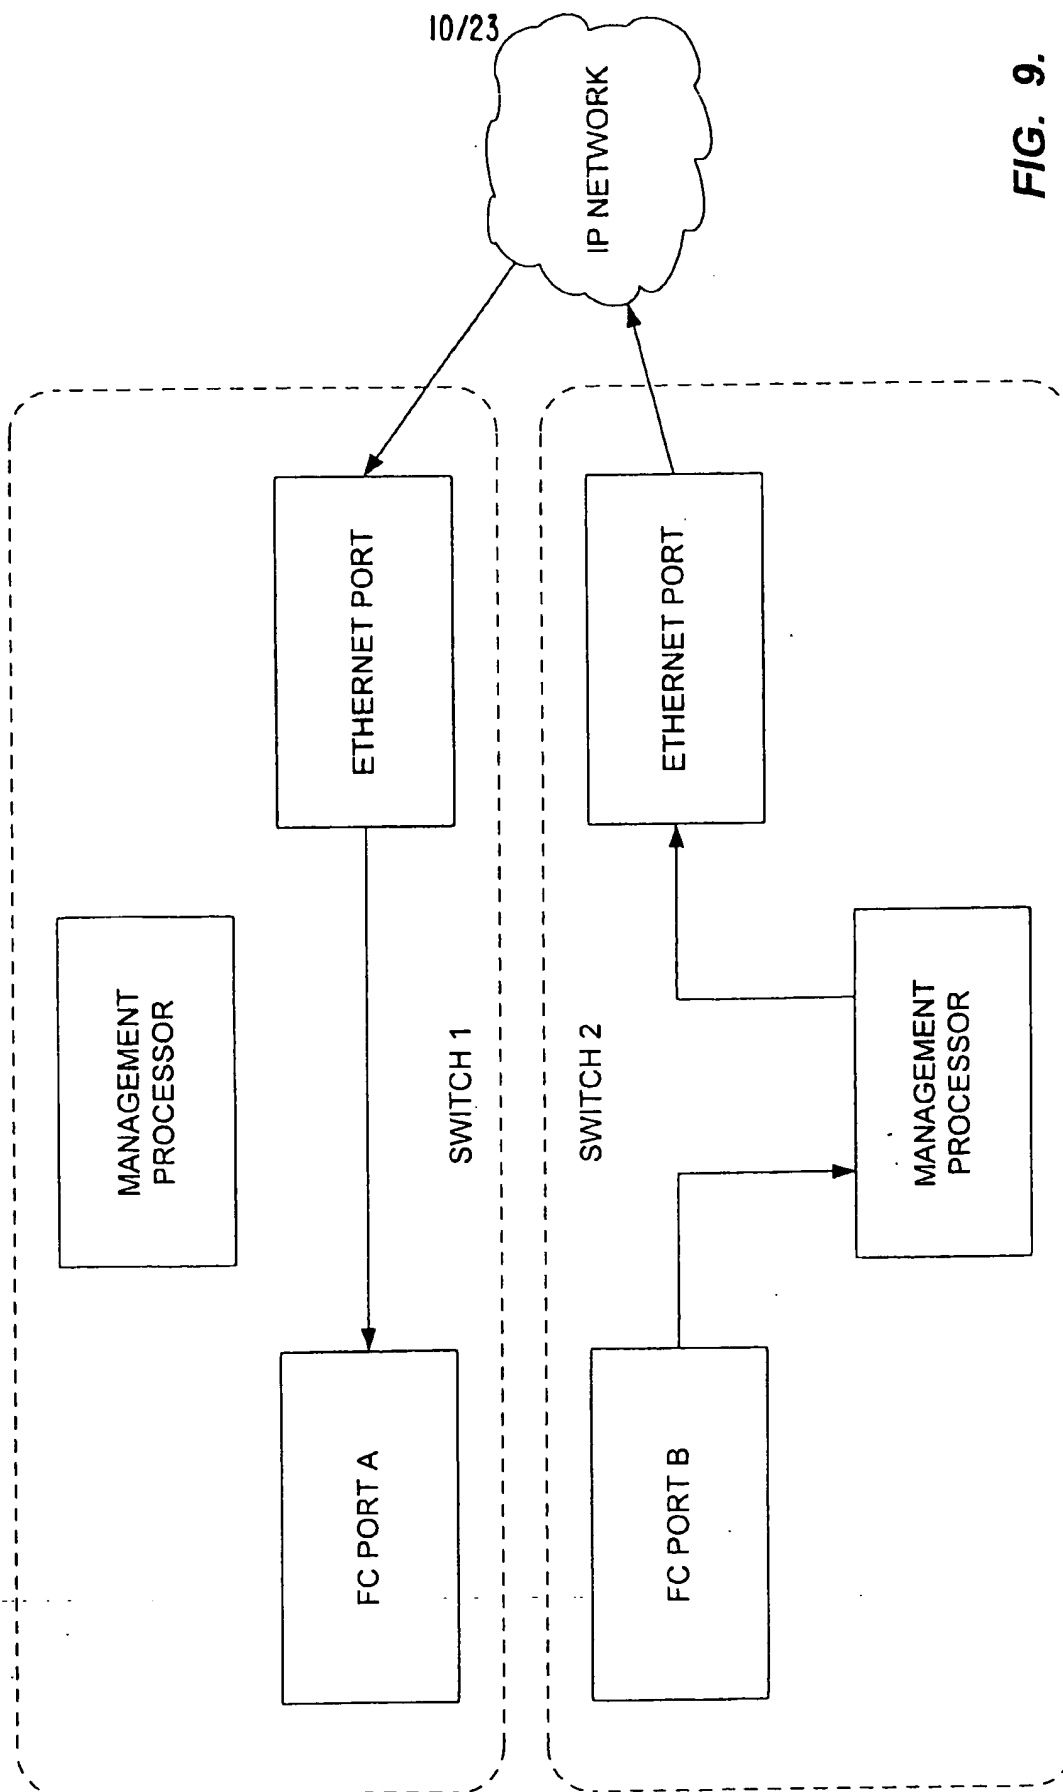 10/23
MANAGEMENT
PROCESSOR
FC PORT A
ETHERNET PORT
SWITCH 1
IP NETWORK
SWITCH 2
FC PORT B
ETHERNET PORT
MANAGEMENT
PROCESSOR
FIG. 9.